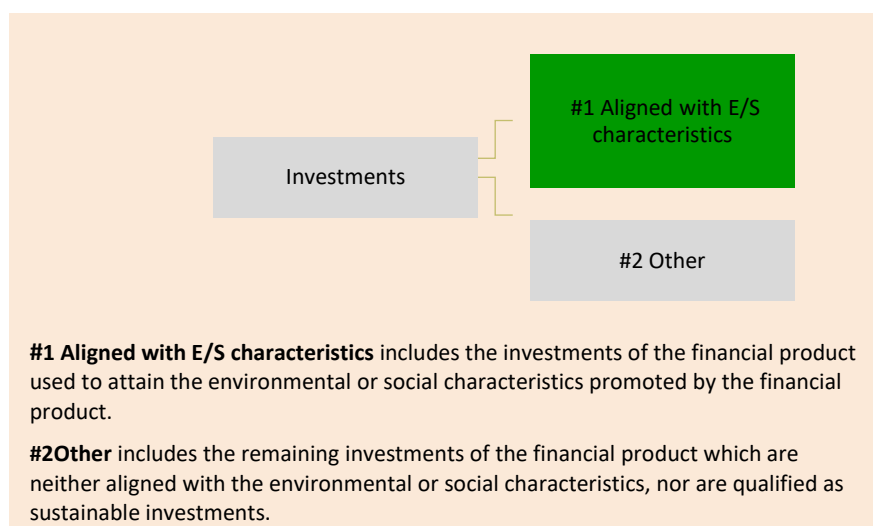 #1 Aligned with E/S
characteristics
Investments
#2 Other
#1 Aligned with E/S characteristics includes the investments of the financial product
used to attain the environmental or social characteristics promoted by the financial
product.
#2Other includes the remaining investments of the financial product which are
neither aligned with the environmental or social characteristics, nor are qualified as
sustainable investments.